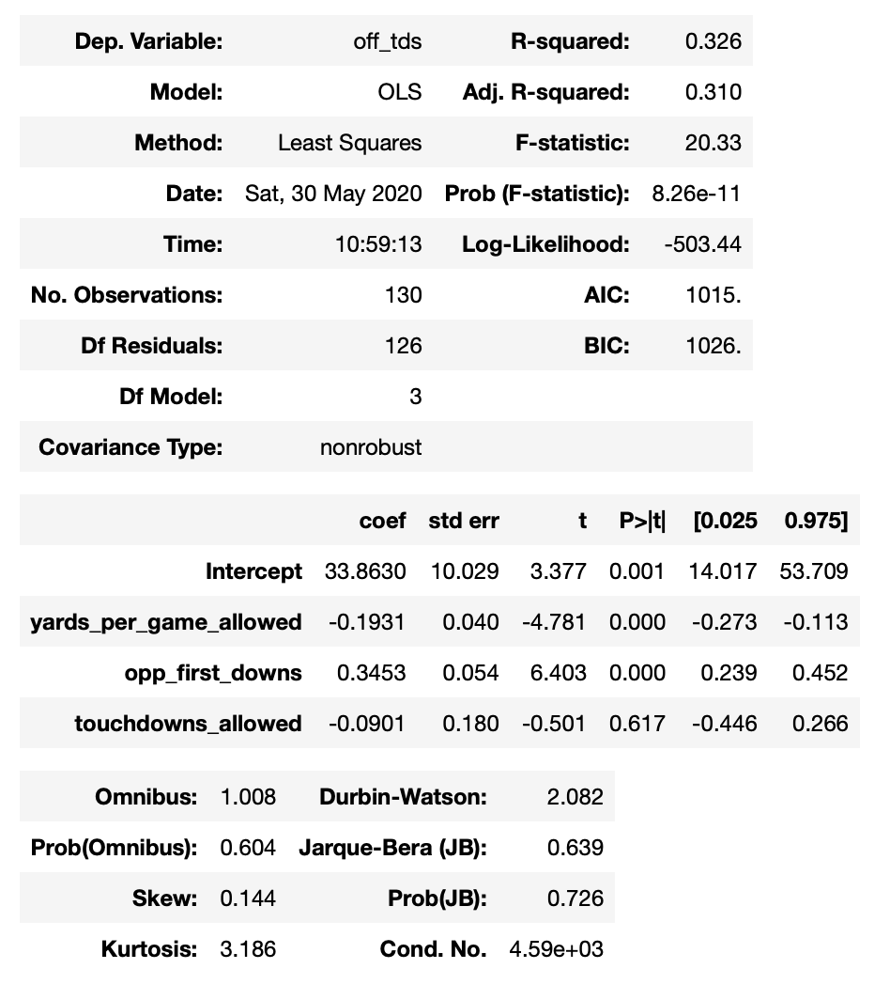 Dep. Variable: off_tds R-squared: 0.326
Model: OLS Adj. R-squared: 0.310
Method: Least Squares F-statistic: 20.33
Date: Sat, 30 May 2020 Prob (F-statistic): 8.26e-11
Time: 10:59:13 Log-Likelihood: -503.44
No. Observations: 130 AIC: 1015.
Df Residuals: 126 BIC: 1026.
Df Model: 3
Covariance Type: nonrobust
coef std err t P>|t| [0.025 0.975]
Intercept 33.8630 10.029 3.377 0.001 14.017 53.709
yards_per_game_allowed -0.1931 0.040 -4.781 0.000 -0.273 -0.113
opp_first_downs 0.3453 0.054 6.403 0.000 0.239 0.452
touchdowns_allowed -0.0901 0.180 -0.501 0.617 -0.446 0.266
Omnibus: 1.008 Durbin-Watson: 2.082
Prob(Omnibus): 0.604 Jarque-Bera (JB): 0.639
Skew: 0.144 Prob(JB): 0.726
Kurtosis: 3.186 Cond. No. 4.59e+03